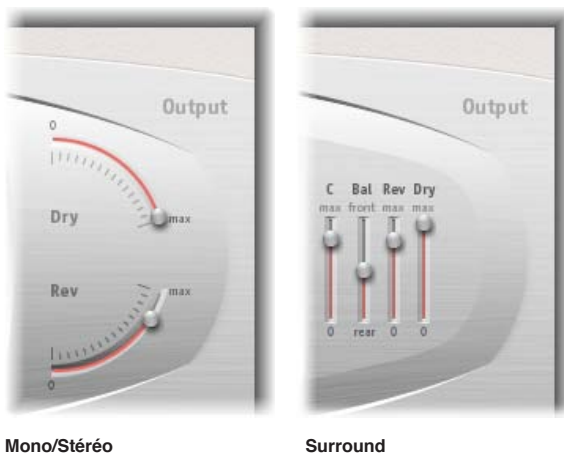 Output
0
Dry
max
Rev
max
0
Mono/Stéréo
Output
C Bal Rev Dry
max front max max
0 rear 0 0
Surround